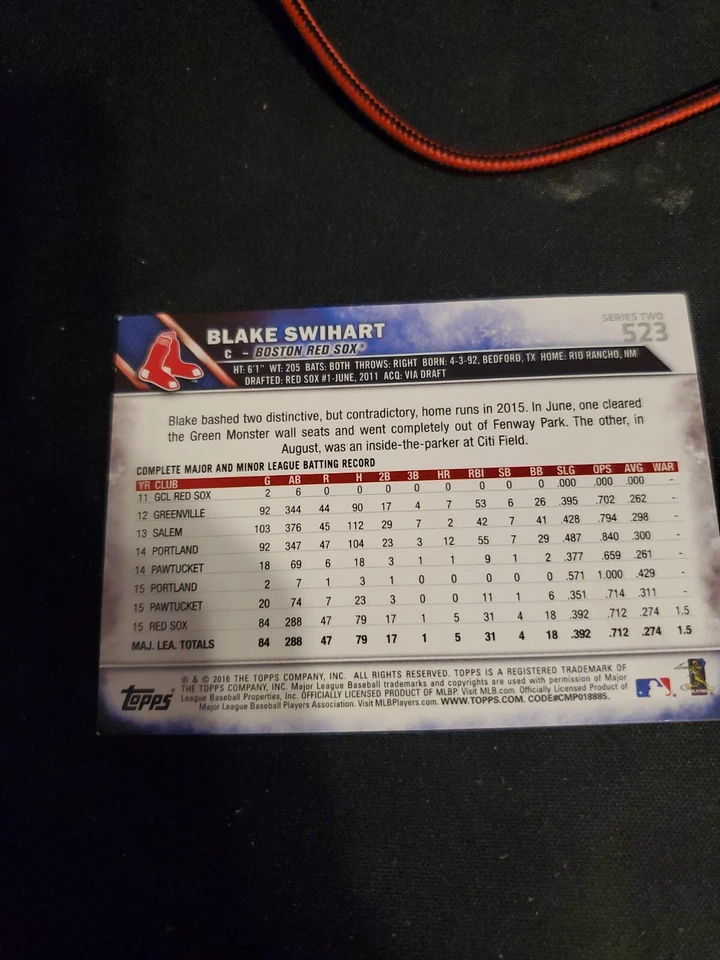 SERIES TWO
523
BLAKE SWIHART
C - BOSTON RED SOX®
HT: 6'1" WT: 205 BATS: BOTH THROWS: RIGHT BORN: 4-3-92, BEDFORD, TX HOME: RIO RANCHO, NM
DRAFTED: RED SOX #1-JUNE, 2011 ACQ: VIA DRAFT
Blake bashed two distinctive, but contradictory, home runs in 2015. In June, one cleared
the Green Monster wall seats and went completely out of Fenway Park. The other, in
August, was an inside-the-parker at Citi Field.
COMPLETE MAJOR AND MINOR LEAGUE BATTING RECORD
YR CLUB G AB R H 2B 3B HR RBI SB BB SLG OPS AVG WAR
11 GCL RED SOX 2 6 0 0 0 0 0 0 0 0 .000 .000 .000 -
12 GREENVILLE 92 344 44 90 17 4 7 53 6 26 .395 .702 .262 -
13 SALEM 103 376 45 112 29 7 2 42 7 41 .428 .794 .298 -
14 PORTLAND 92 347 47 104 23 3 12 55 7 29 .487 .840 .300 -
14 PAWTUCKET 18 69 6 18 3 1 1 9 1 2 .377 .659 .261 -
15 PORTLAND 2 7 1 3 1 0 0 0 0 0 .571 1.000 .429 -
15 PAWTUCKET 20 74 7 23 3 0 0 11 1 6 .351 .714 .311 -
15 RED SOX 84 288 47 79 17 1 5 31 4 18 .392 .712 .274 1.5
MAJ. LEA. TOTALS 84 288 47 79 17 1 5 31 4 18 .392 .712 .274 1.5
topps®
® & © 2016 THE TOPPS COMPANY, INC. ALL RIGHTS RESERVED. TOPPS IS A REGISTERED TRADEMARK OF
THE TOPPS COMPANY, INC. Major League Baseball trademarks and copyrights are used with permission of Major
League Baseball Properties, Inc. OFFICIALLY LICENSED PRODUCT OF MLBP. Visit MLB.com. Officially Licensed Product of
Major League Baseball Players Association. Visit MLBPlayers.com. WWW.TOPPS.COM. CODE#CMP018885.